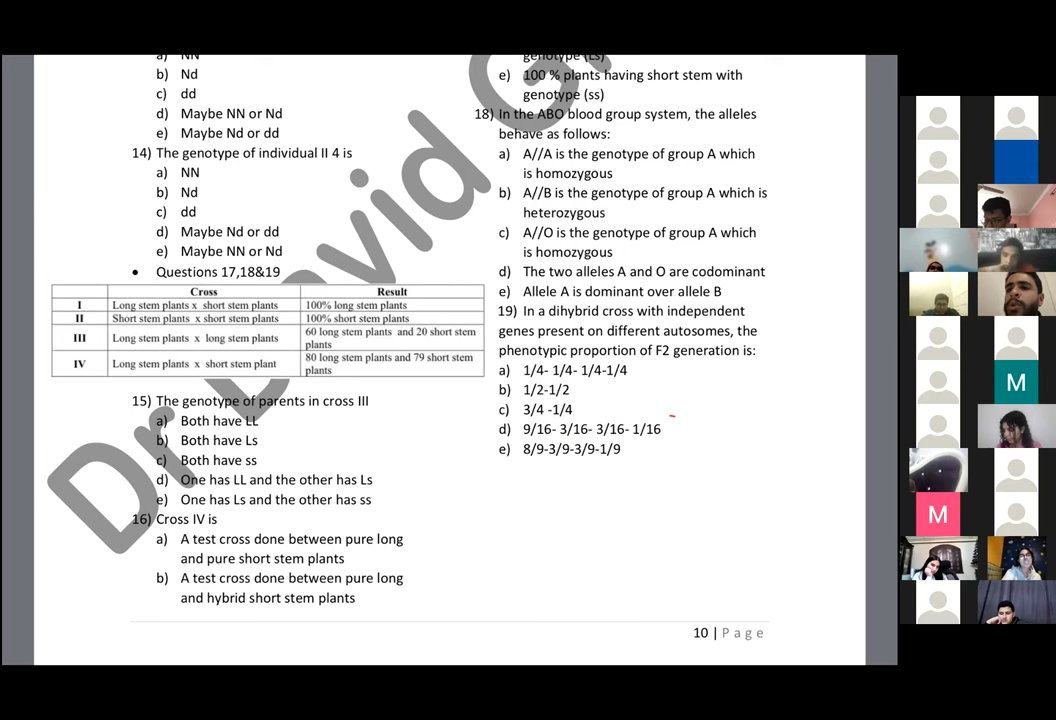 a) NN
b) Nd
c) dd
d) Maybe NN or Nd
e) Maybe Nd or dd
14) The genotype of individual II 4 is
a) NN
b) Nd
c) dd
d) Maybe Nd or dd
e) Maybe NN or Nd
• Questions 17,18&19
Cross Result
I Long stem plants x short stem plants 100% long stem plants
II Short stem plants x short stem plants 100% short stem plants
III Long stem plants x long stem plants 60 long stem plants and 20 short stem
plants
IV Long stem plants x short stem plant 80 long stem plants and 79 short stem
plants
15) The genotype of parents in cross III
a) Both have LL
b) Both have Ls
c) Both have ss
d) One has LL and the other has Ls
e) One has Ls and the other has ss
16) Cross IV is
a) A test cross done between pure long
and pure short stem plants
b) A test cross done between pure long
and hybrid short stem plants
genotype (Ls)
e) 100 % plants having short stem with
genotype (ss)
18) In the ABO blood group system, the alleles
behave as follows:
a) A//A is the genotype of group A which
is homozygous
b) A//B is the genotype of group A which is
heterozygous
c) A//O is the genotype of group A which
is homozygous
d) The two alleles A and O are codominant
e) Allele A is dominant over allele B
19) In a dihybrid cross with independent
genes present on different autosomes, the
phenotypic proportion of F2 generation is:
a) 1/4- 1/4- 1/4-1/4
b) 1/2-1/2
c) 3/4 -1/4
d) 9/16- 3/16- 3/16- 1/16
e) 8/9-3/9-3/9-1/9
10 | Page
Dr David G
M
M